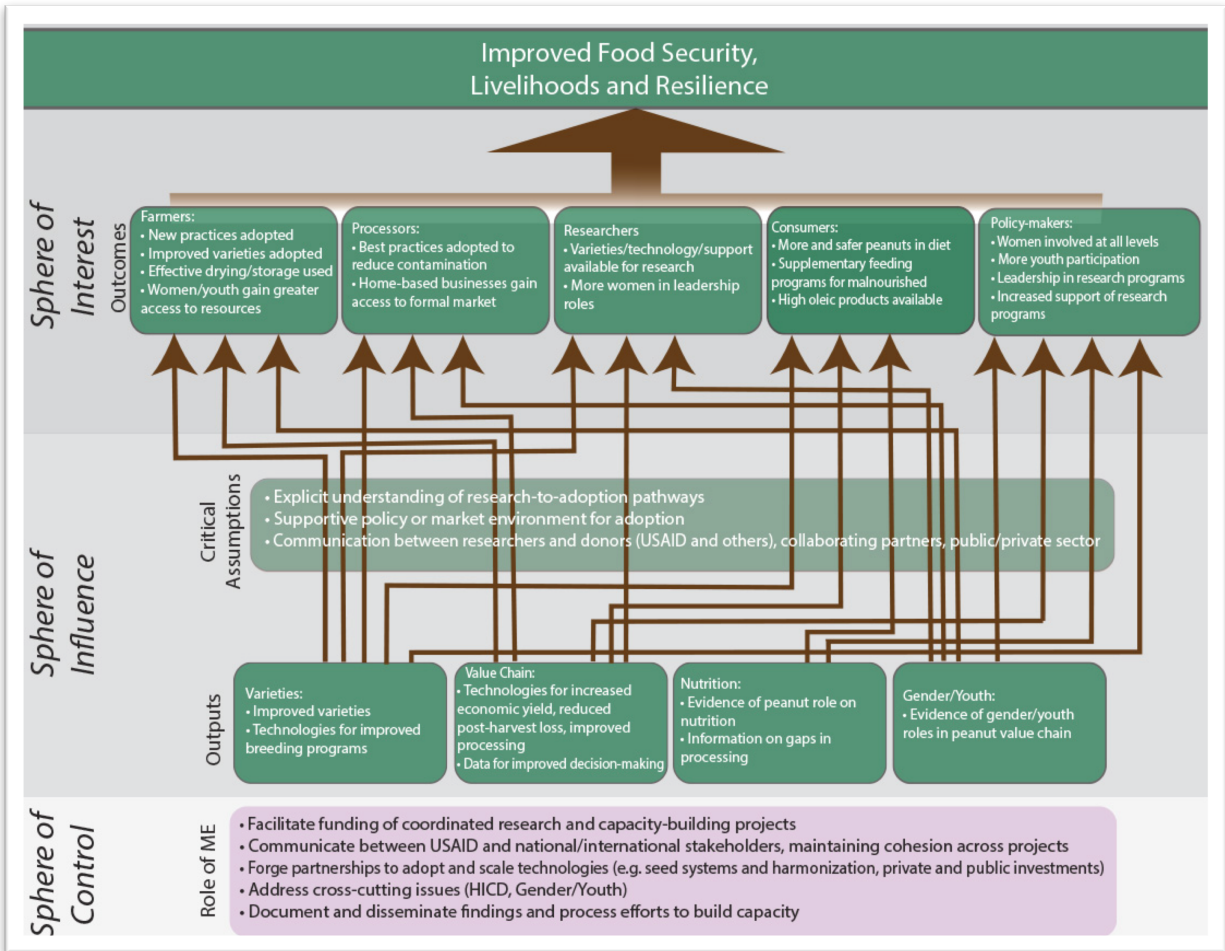 Improved Food Security,
Livelihoods and Resilience
Sphere of
Interest
Outcomes
Farmers:
• New practices adopted
• Improved varieties adopted
• Effective drying/storage used
• Women/youth gain greater
access to resources
Processors:
• Best practices adopted to
reduce contamination
• Home-based businesses gain
access to formal market
Researchers
• Varieties/technology/support
available for research
• More women in leadership
roles
Consumers:
• More and safer peanuts in diet
• Supplementary feeding
programs for malnourished
• High oleic products available
Policy-makers:
• Women involved at all levels
• More youth participation
• Leadership in research programs
• Increased support of research
programs
Sphere of
Influence
Critical
Assumptions
• Explicit understanding of research-to-adoption pathways
• Supportive policy or market environment for adoption
• Communication between researchers and donors (USAID and others), collaborating partners, public/private sector
Outputs
Varieties:
• Improved varieties
• Technologies for improved
breeding programs
Value Chain:
• Technologies for increased
economic yield, reduced
post-harvest loss, improved
processing
• Data for improved decision-making
Nutrition:
• Evidence of peanut role on
nutrition
• Information on gaps in
processing
Gender/Youth:
• Evidence of gender/youth
roles in peanut value chain
Sphere of
Control
Role of ME
• Facilitate funding of coordinated research and capacity-building projects
• Communicate between USAID and national/international stakeholders, maintaining cohesion across projects
• Forge partnerships to adopt and scale technologies (e.g. seed systems and harmonization, private and public investments)
• Address cross-cutting issues (HICD, Gender/Youth)
• Document and disseminate findings and process efforts to build capacity